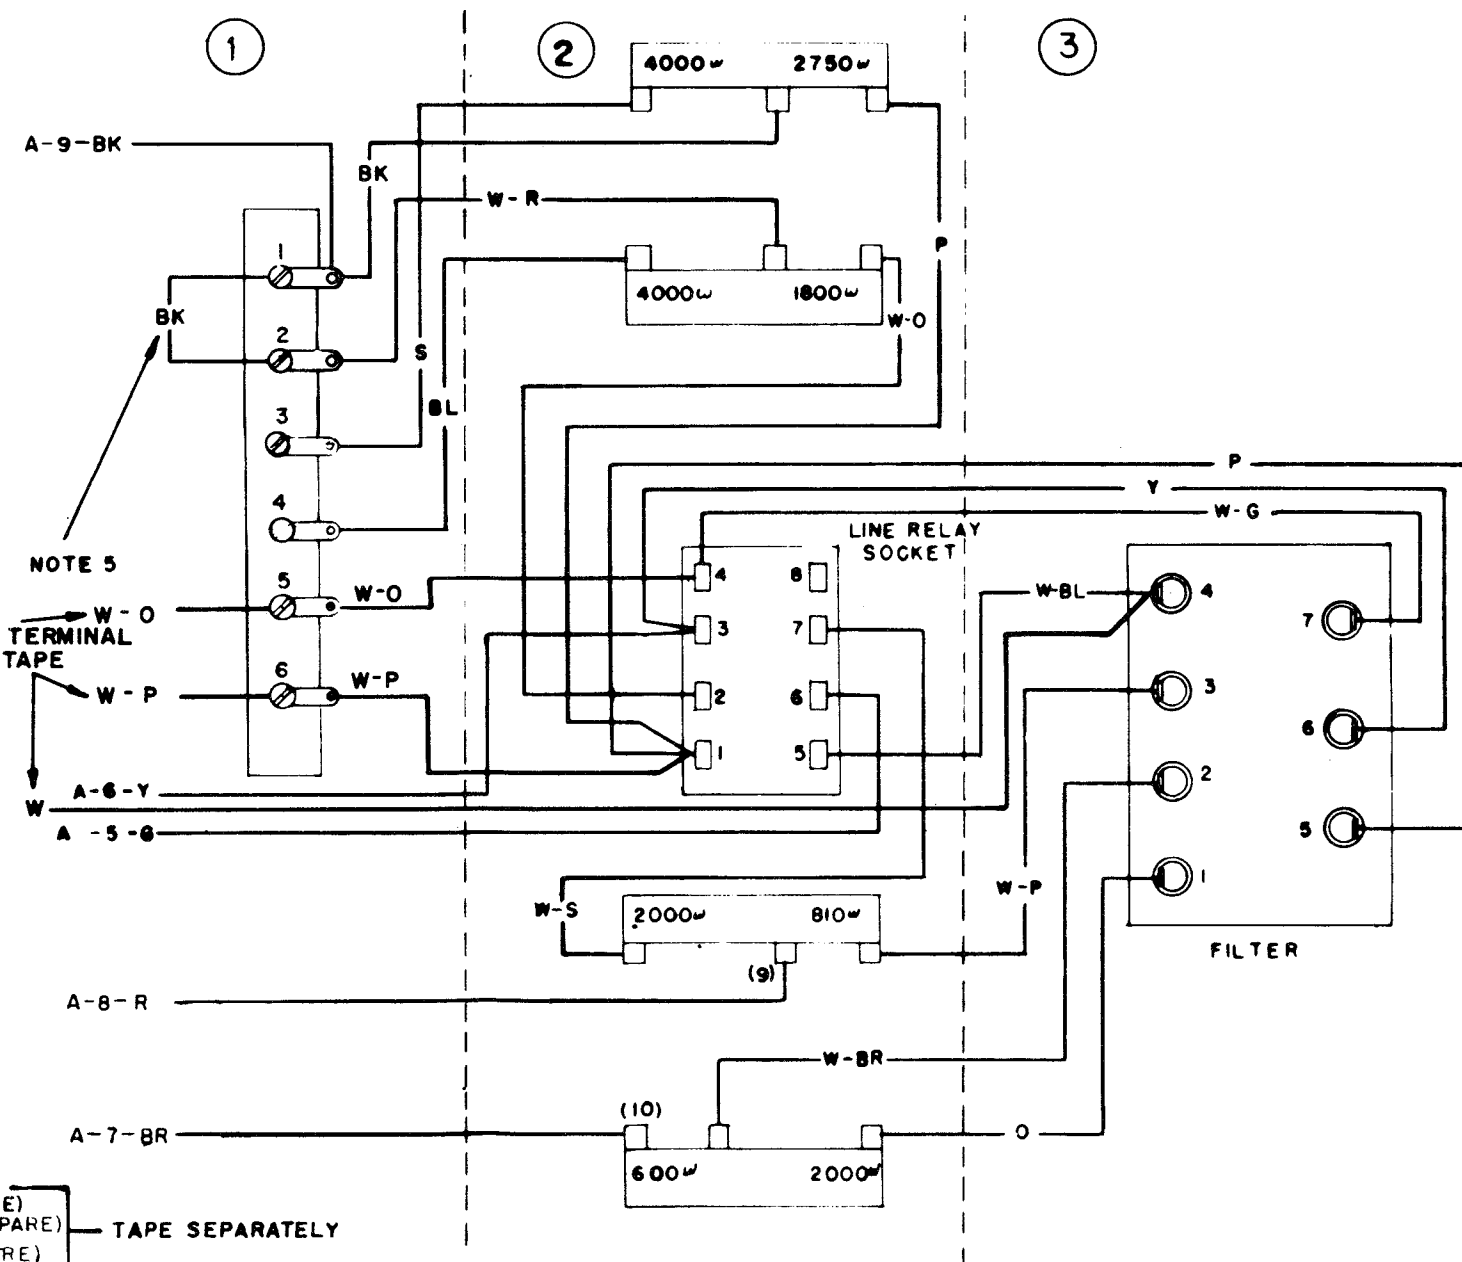 1
2
3
4000ω 2750ω
A-9-BK
BK
W-R
1
P
4000ω 1800ω
BK
W-O
2
S
3
BL
P
Y
4
W-G
LINE RELAY
SOCKET
NOTE 5
4 8
5
W-O
W-BL
4
W-O
7
TERMINAL
TAPE
3 7
6
W-P
W-P
3
2 6
6
1 5
2
A-6-Y
W
5
A -5-G
1
W-P
W-S
2000ω 810ω
FILTER
(9)
A-8-R
W-BR
(10)
A-7-BR
O
600ω 2000ω
E)
PARE)
TAPE SEPARATELY
RE)